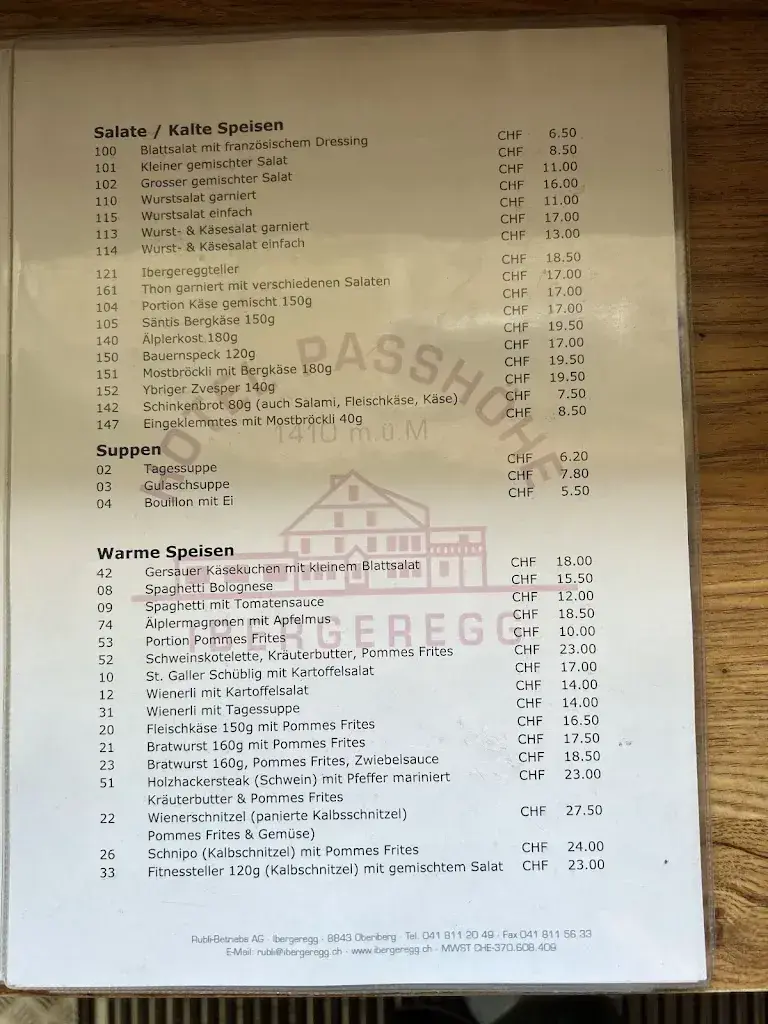 Salate / Kalte Speisen
100 Blattsalat mit französischem Dressing CHF 6.50
101 Kleiner gemischter Salat CHF 8.50
102 Grosser gemischter Salat CHF 11.00
110 Wurstsalat garniert CHF 16.00
115 Wurstsalat einfach CHF 11.00
113 Wurst- & Käsesalat garniert CHF 17.00
114 Wurst- & Käsesalat einfach CHF 13.00
121 Ibergereggteller CHF 18.50
161 Thon garniert mit verschiedenen Salaten CHF 17.00
104 Portion Käse gemischt 150g CHF 17.00
105 Säntis Bergkäse 150g CHF 17.00
140 Älplerkost 180g CHF 19.50
150 Bauernspeck 120g CHF 17.00
151 Mostbröckli mit Bergkäse 180g CHF 19.50
152 Ybriger Zvesper 140g CHF 19.50
142 Schinkenbrot 80g (auch Salami, Fleischkäse, Käse) CHF 7.50
147 Eingeklemmtes mit Mostbröckli 40g CHF 8.50
HOTEL PASSHÖHE
1410 m.ü.M
Suppen
02 Tagessuppe CHF 6.20
03 Gulaschsuppe CHF 7.80
04 Bouillon mit Ei CHF 5.50
Warme Speisen
42 Gersauer Käsekuchen mit kleinem Blattsalat CHF 18.00
08 Spaghetti Bolognese CHF 15.50
09 Spaghetti mit Tomatensauce CHF 12.00
74 Älplermagronen mit Apfelmus CHF 18.50
53 Portion Pommes Frites CHF 10.00
IBERGEREGG
52 Schweinskotelette, Kräuterbutter, Pommes Frites CHF 23.00
10 St. Galler Schüblig mit Kartoffelsalat CHF 17.00
12 Wienerli mit Kartoffelsalat CHF 14.00
31 Wienerli mit Tagessuppe CHF 14.00
20 Fleischkäse 150g mit Pommes Frites CHF 16.50
21 Bratwurst 160g mit Pommes Frites CHF 17.50
23 Bratwurst 160g, Pommes Frites, Zwiebelsauce CHF 18.50
51 Holzhackersteak (Schwein) mit Pfeffer mariniert CHF 23.00
Kräuterbutter & Pommes Frites
22 Wienerschnitzel (panierte Kalbsschnitzel) CHF 27.50
Pommes Frites & Gemüse)
26 Schnipo (Kalbschnitzel) mit Pommes Frites CHF 24.00
33 Fitnessteller 120g (Kalbschnitzel) mit gemischtem Salat CHF 23.00
Rubli-Betriebe AG · Ibergeregg · 8843 Oberiberg · Tel. 041 811 20 49 · Fax 041 811 56 33
E-Mail: rubli@ibergeregg.ch · www.ibergeregg.ch · MWST CHE-370.608.409